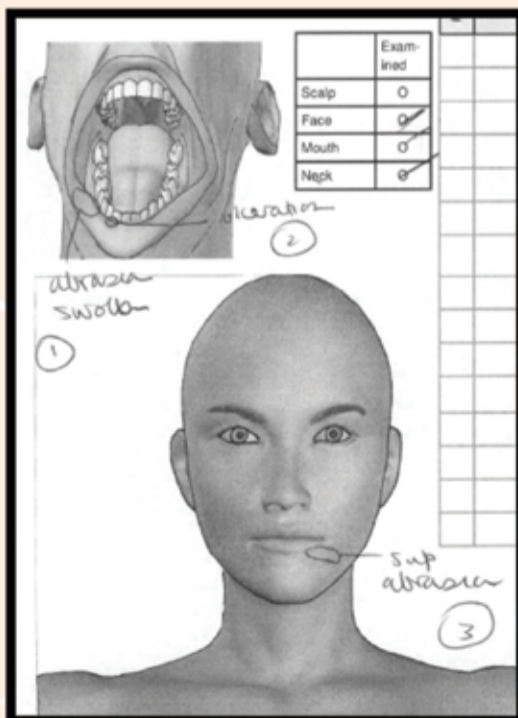 Exam-
ined
Scalp
Face
Mouth
Neck
ulceration
2
abrasion
swollen
1
sup
abrasion
3